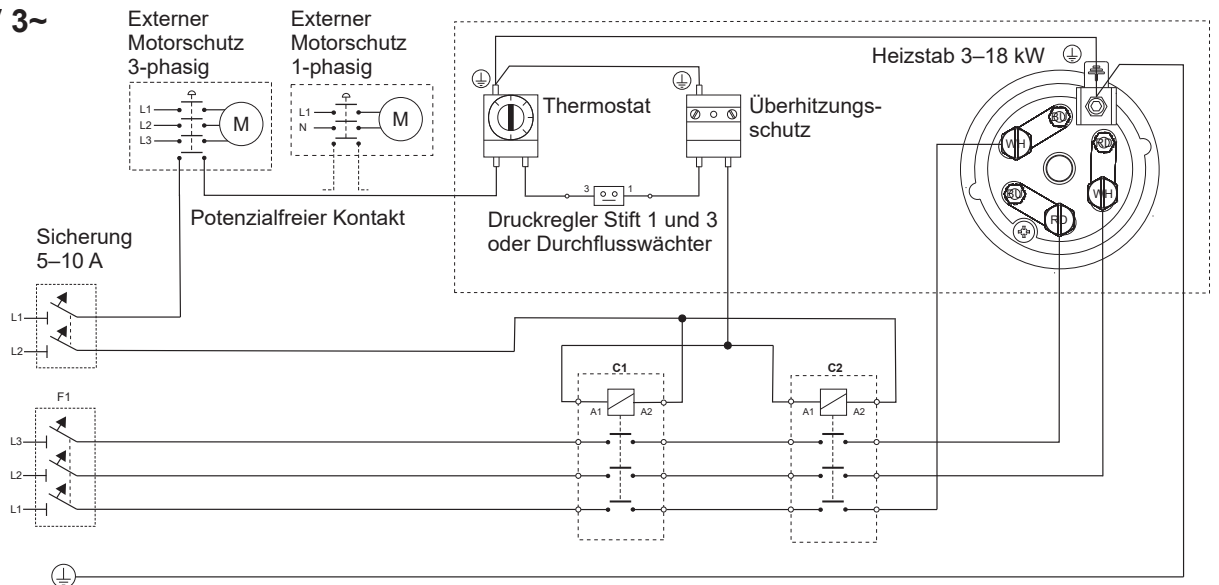 / 3~
Externer
Motorschutz
3-phasig
Externer
Motorschutz
1-phasig
Heizstab 3–18 kW
L1
L2
L3
M
L1
N
M
Thermostat
Überhitzungs-
schutz
BU
WH
RD
WH
BU
RD
3
1
Potenzialfreier Kontakt
Druckregler Stift 1 und 3
oder Durchflusswächter
Sicherung
5–10 A
L1
L2
C1
C2
A1
A2
A1
A2
F1
L3
L2
L1